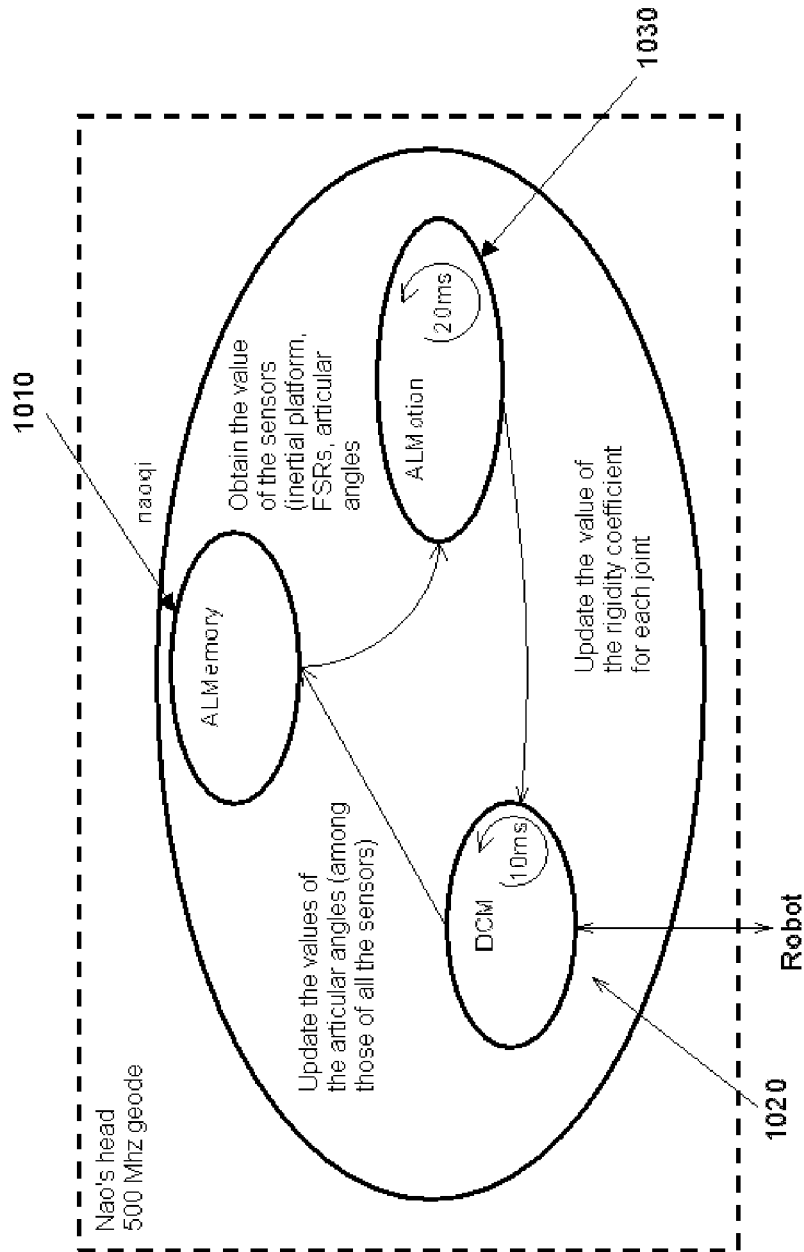 Nao's head
500 Mhz geode
naoqi
1010
ALMemory
Obtain the value
of the sensors
(inertial platform,
FSRs, articular
angles
ALMotion
20ms
1030
Update the values of
the articular angles (among
those of all the sensors)
DCM
10ms
Update the value of
the rigidity coefficient
for each joint
1020
Robot